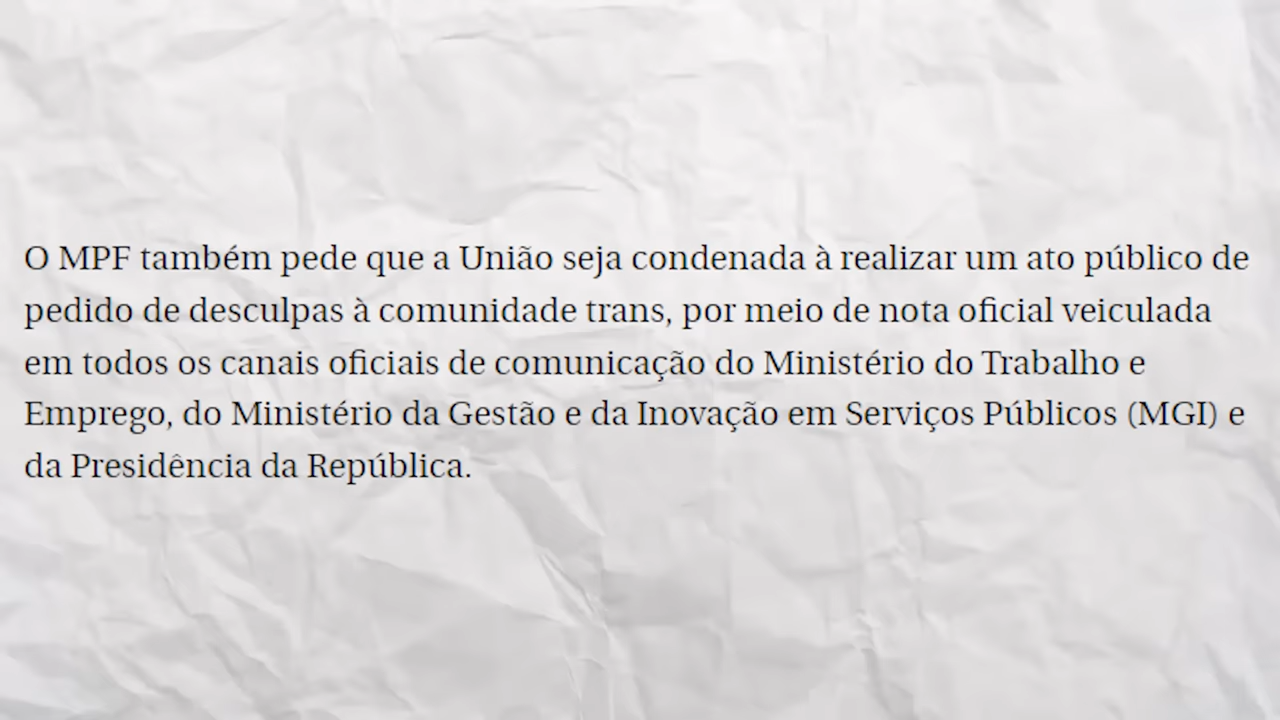 O MPF também pede que a União seja condenada à realizar um ato público de
pedido de desculpas à comunidade trans, por meio de nota oficial veiculada
em todos os canais oficiais de comunicação do Ministério do Trabalho e
Emprego, do Ministério da Gestão e da Inovação em Serviços Públicos (MGI) e
da Presidência da República.